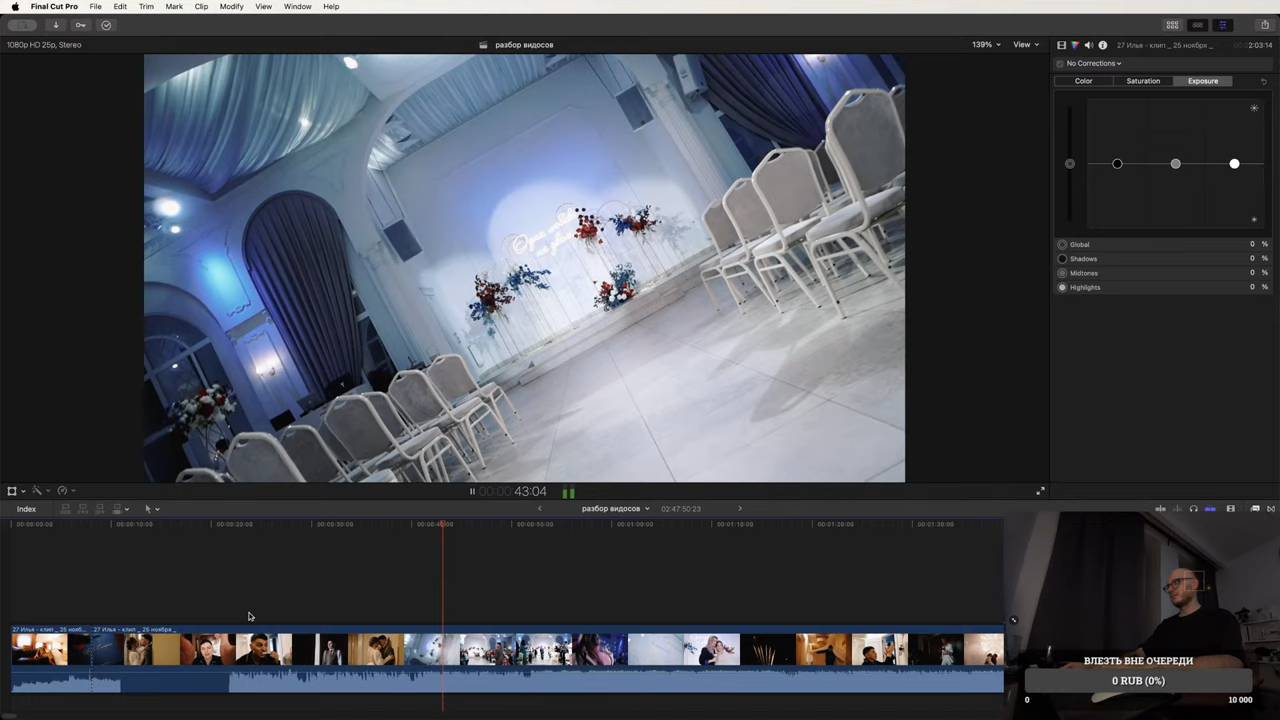 Final Cut Pro File Edit Trim Mark Clip Modify View Window Help
1080p HD 25p, Stereo
разбор видосов
139%
View
27 Илья - клип _ 25 ноября _
2:03:14
No Corrections
Color Saturation Exposure
Global 0 %
Shadows 0 %
Midtones 0 %
Highlights 0 %
00:00:43:04
Index
разбор видосов
02:47:50:23
00:00:00:00 00:00:10:00 00:00:20:00 00:00:30:00 00:00:40:00 00:00:50:00 00:01:00:00 00:01:10:00 00:01:20:00 00:01:30:00
27 Илья - клип _ 25 нояб... 27 Илья - клип _ 25 ноября _
ВЛЕЗТЬ ВНЕ ОЧЕРЕДИ
0 RUB (0%)
0 10 000